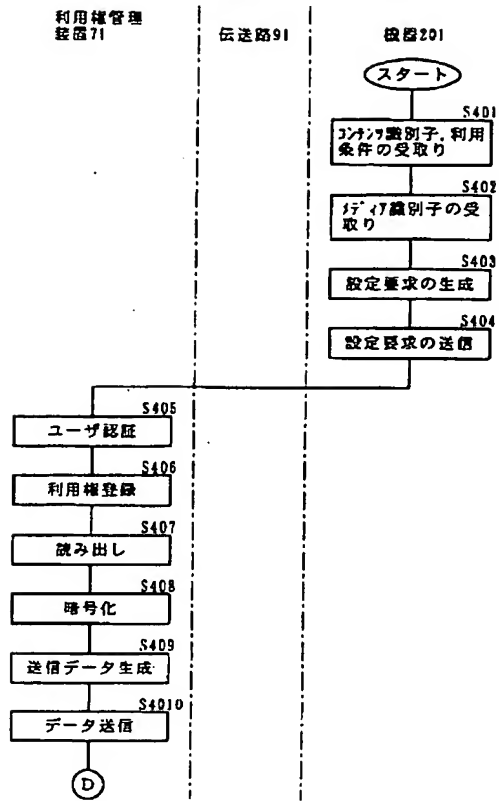 利用権管理
装置71
伝送路91
機器201
スタート
S401
コンテンツ識別子、利用
条件の受取り
S402
メディア識別子の受
取り
S403
設定要求の生成
S404
設定要求の送信
S405
ユーザ認証
S406
利用権登録
S407
読み出し
S408
暗号化
S409
送信データ生成
S4010
データ送信
D